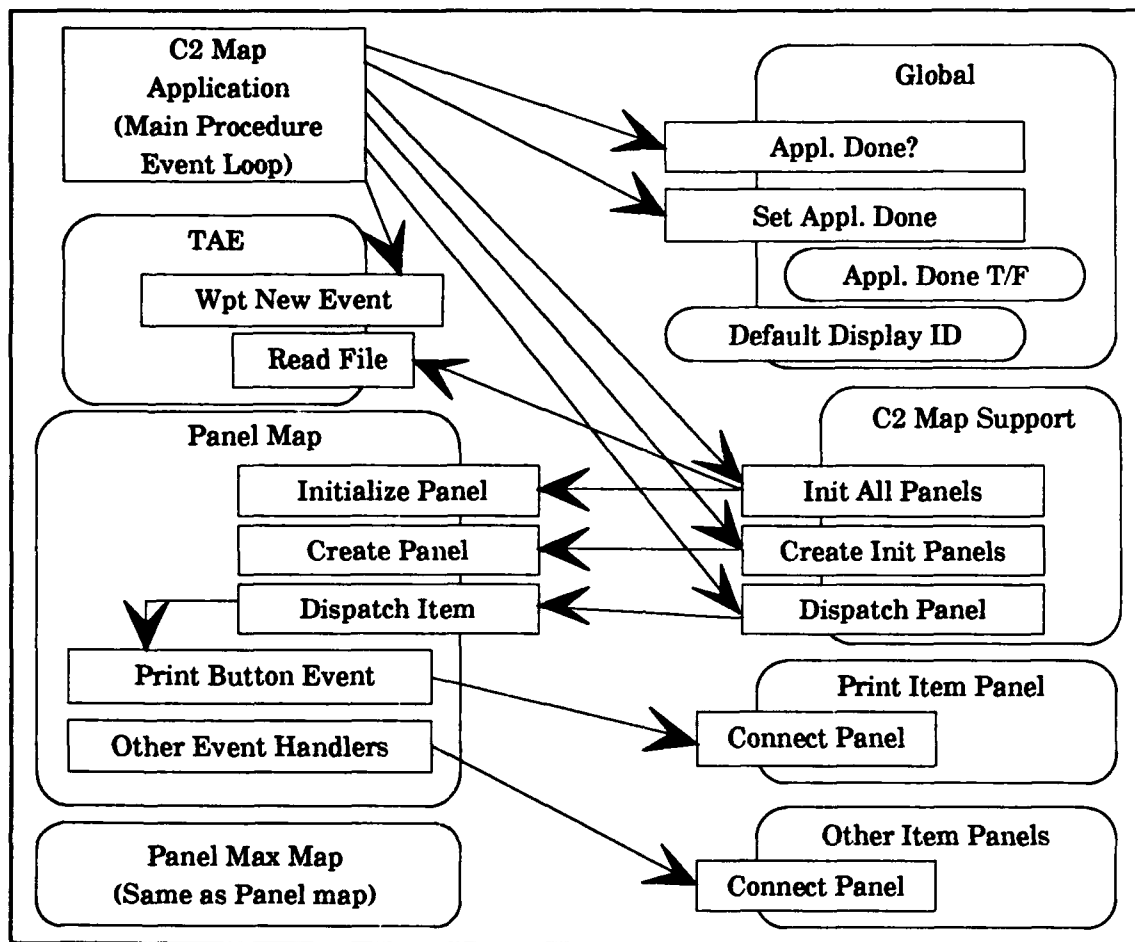 C2 Map
Application
(Main Procedure
Event Loop)
Global
Appl. Done?
Set Appl. Done
Appl. Done T/F
Default Display ID
TAE
Wpt New Event
Read File
Panel Map
Initialize Panel
Create Panel
Dispatch Item
Print Button Event
Other Event Handlers
C2 Map Support
Init All Panels
Create Init Panels
Dispatch Panel
Print Item Panel
Connect Panel
Other Item Panels
Connect Panel
Panel Max Map
(Same as Panel map)